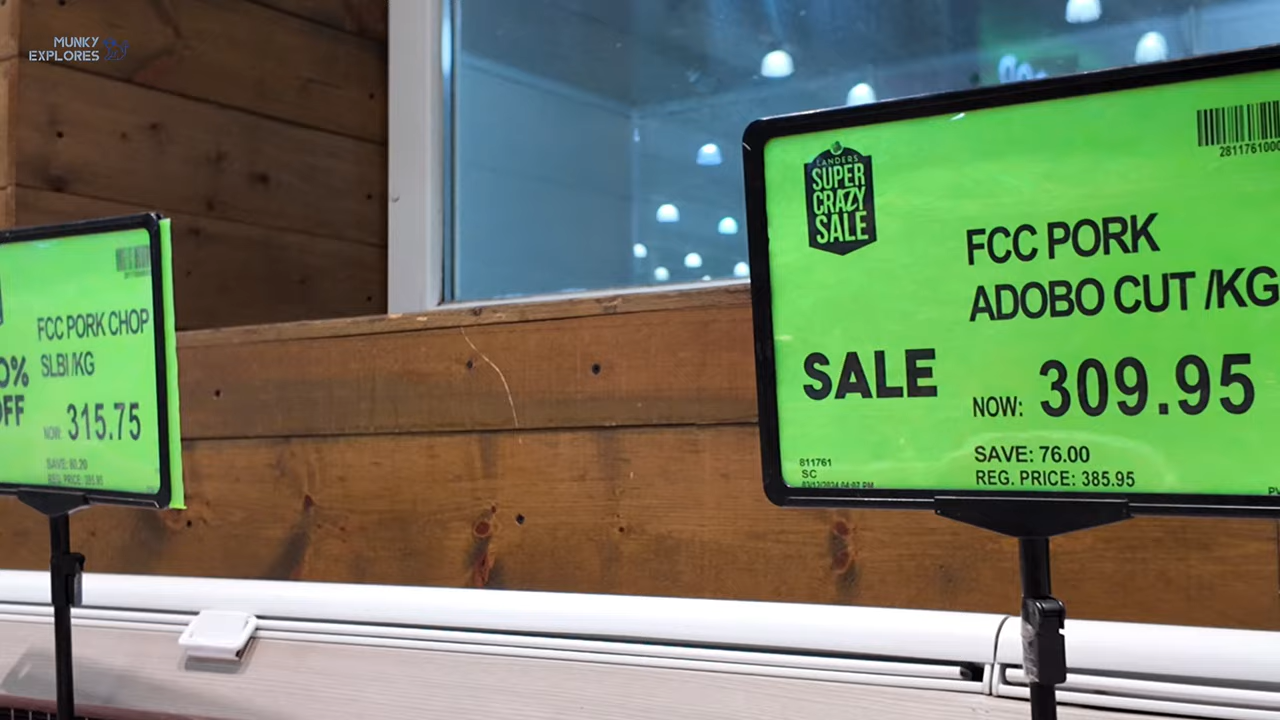 MUNKY
EXPLORES
FCC PORK CHOP
SLBI/KG
0%
OFF
NOW: 315.75
LANDERS
SUPER
CRAZY
SALE
FCC PORK
ADOBO CUT /KG
SALE
NOW: 309.95
SAVE: 76.00
REG. PRICE: 385.95
811761
SC